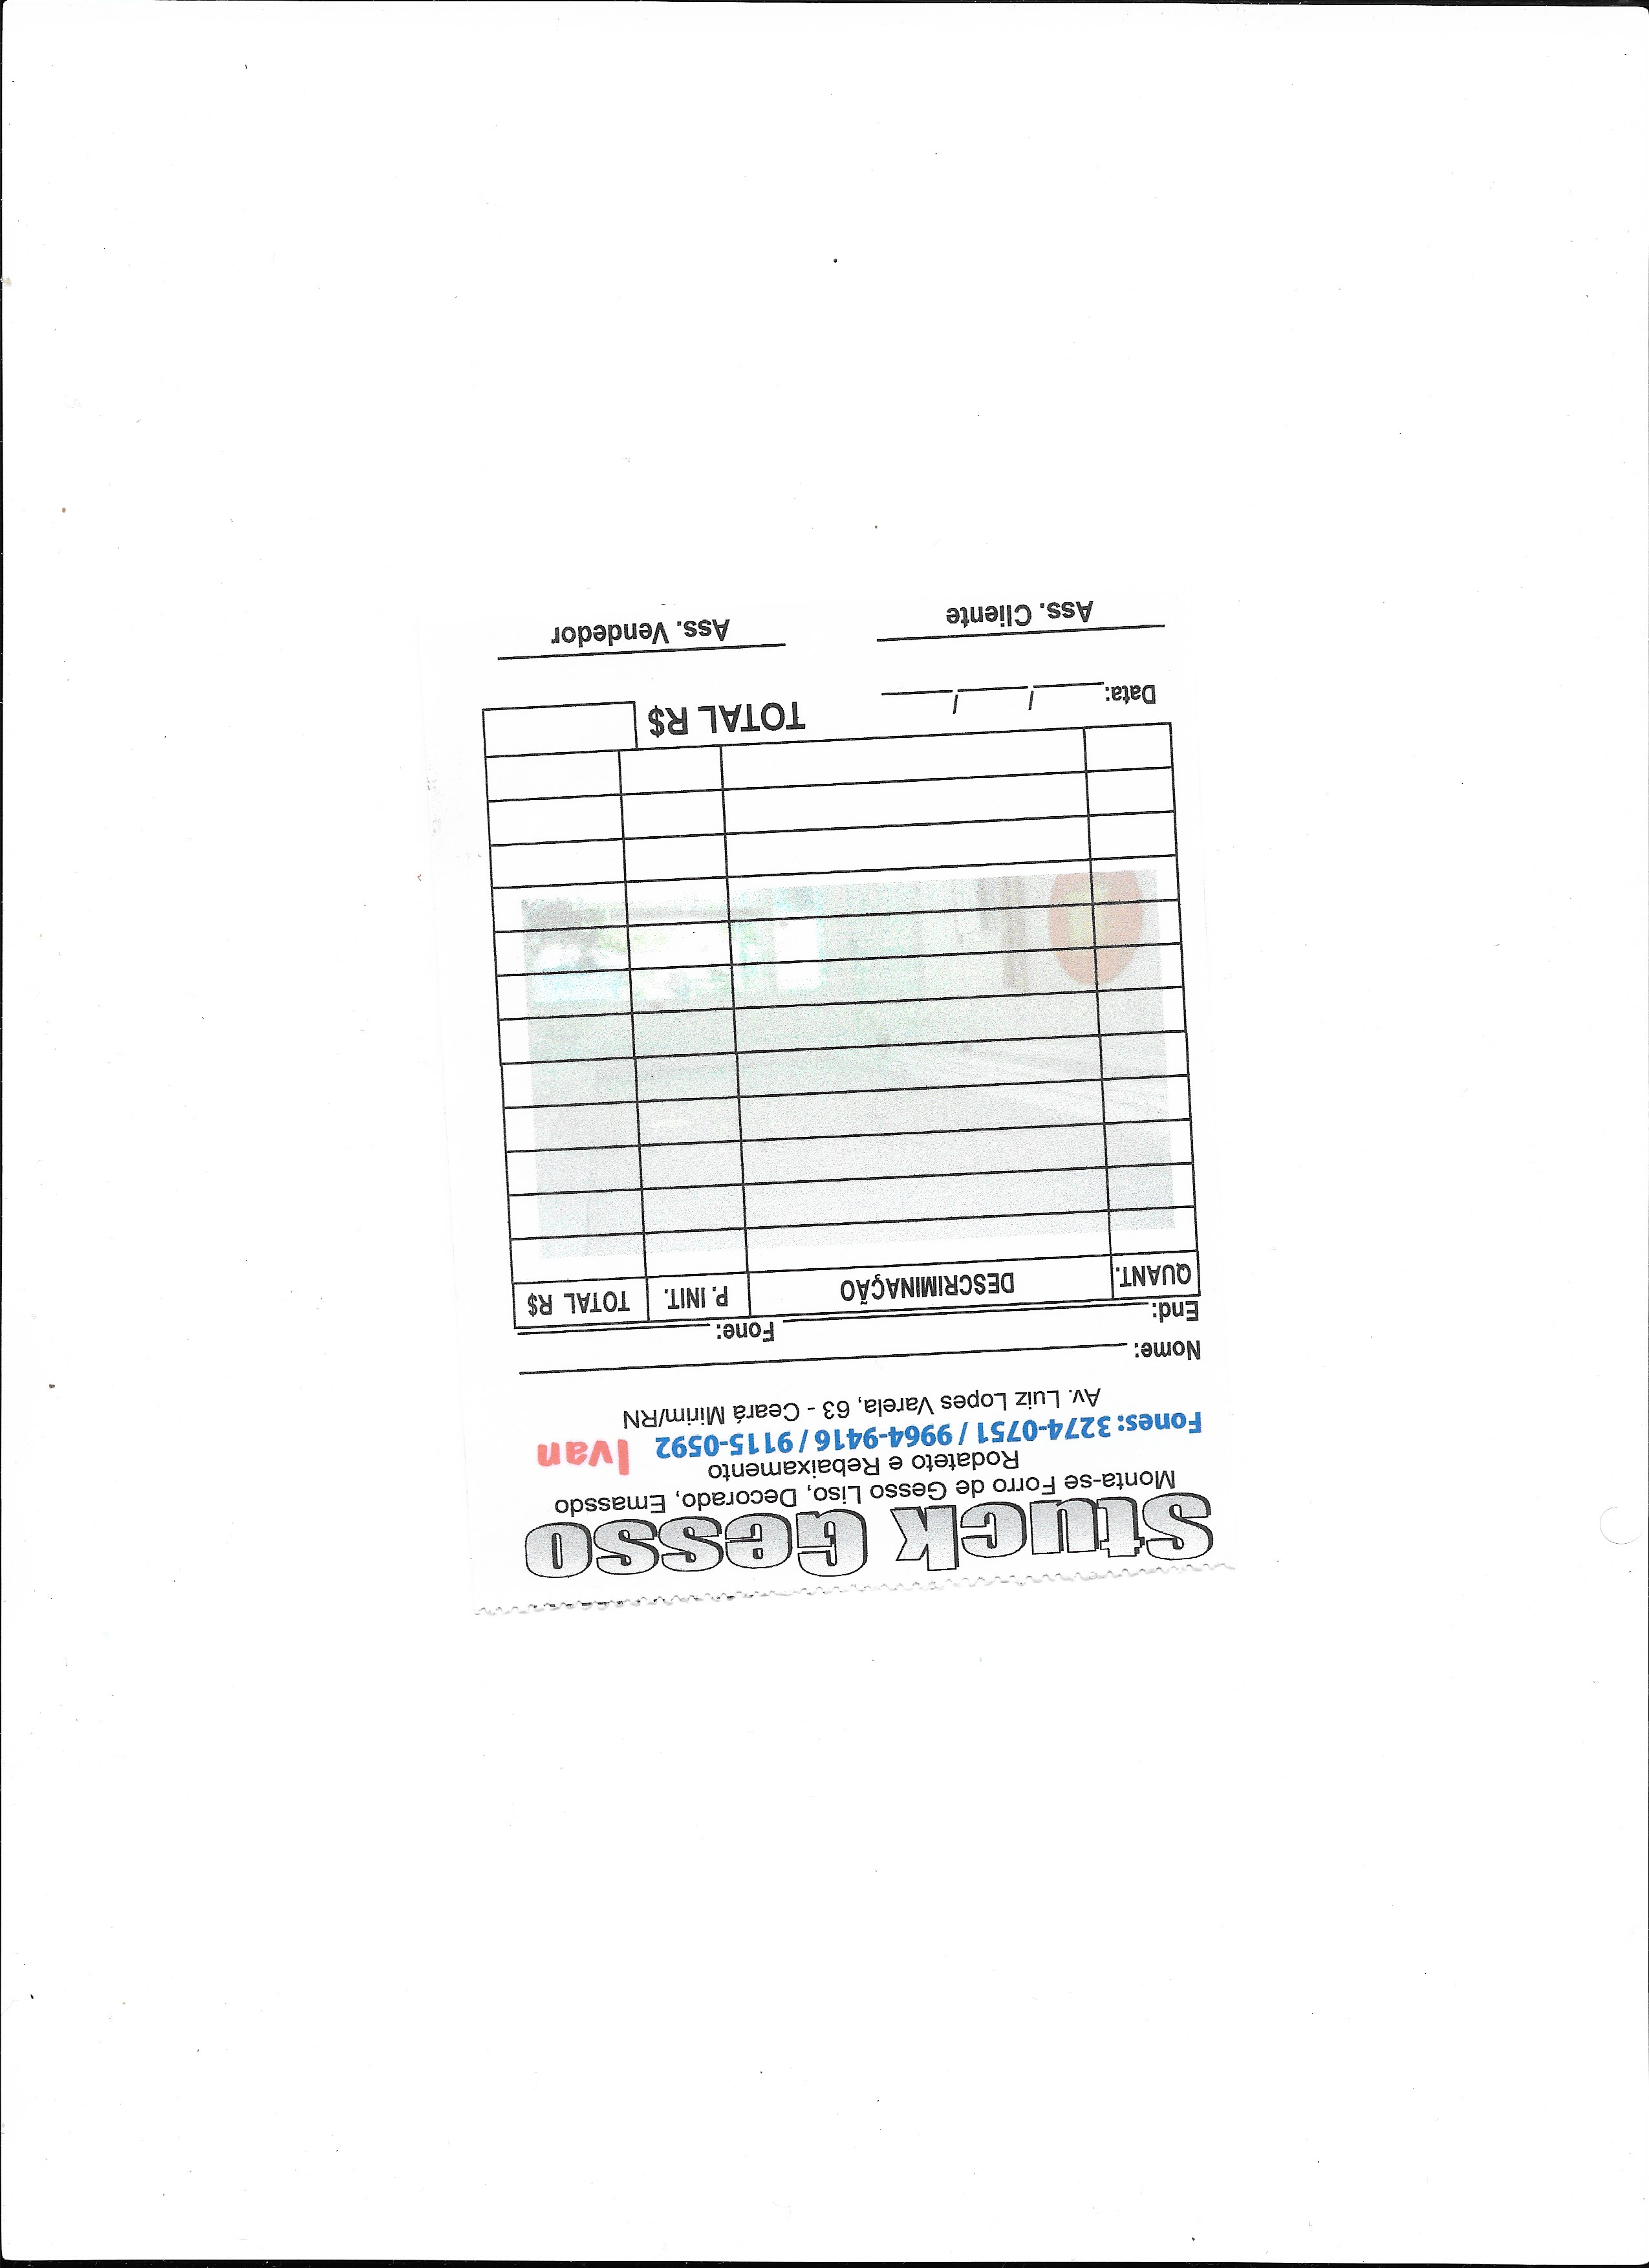 Stuck Gesso
Monta-se Forro de Gesso Liso, Decorado, Emassdo
Rodateto e Rebaixamento
Fones: 3274-0751 / 9964-9416 / 9115-0592 Ivan
Av. Luiz Lopes Varela, 63 - Ceará Mirim/RN
Nome:
End: Fone:
QUANT. DESCRIMINAÇÃO P. INIT. TOTAL R$
TOTAL R$
Data: / /
Ass. Cliente Ass. Vendedor